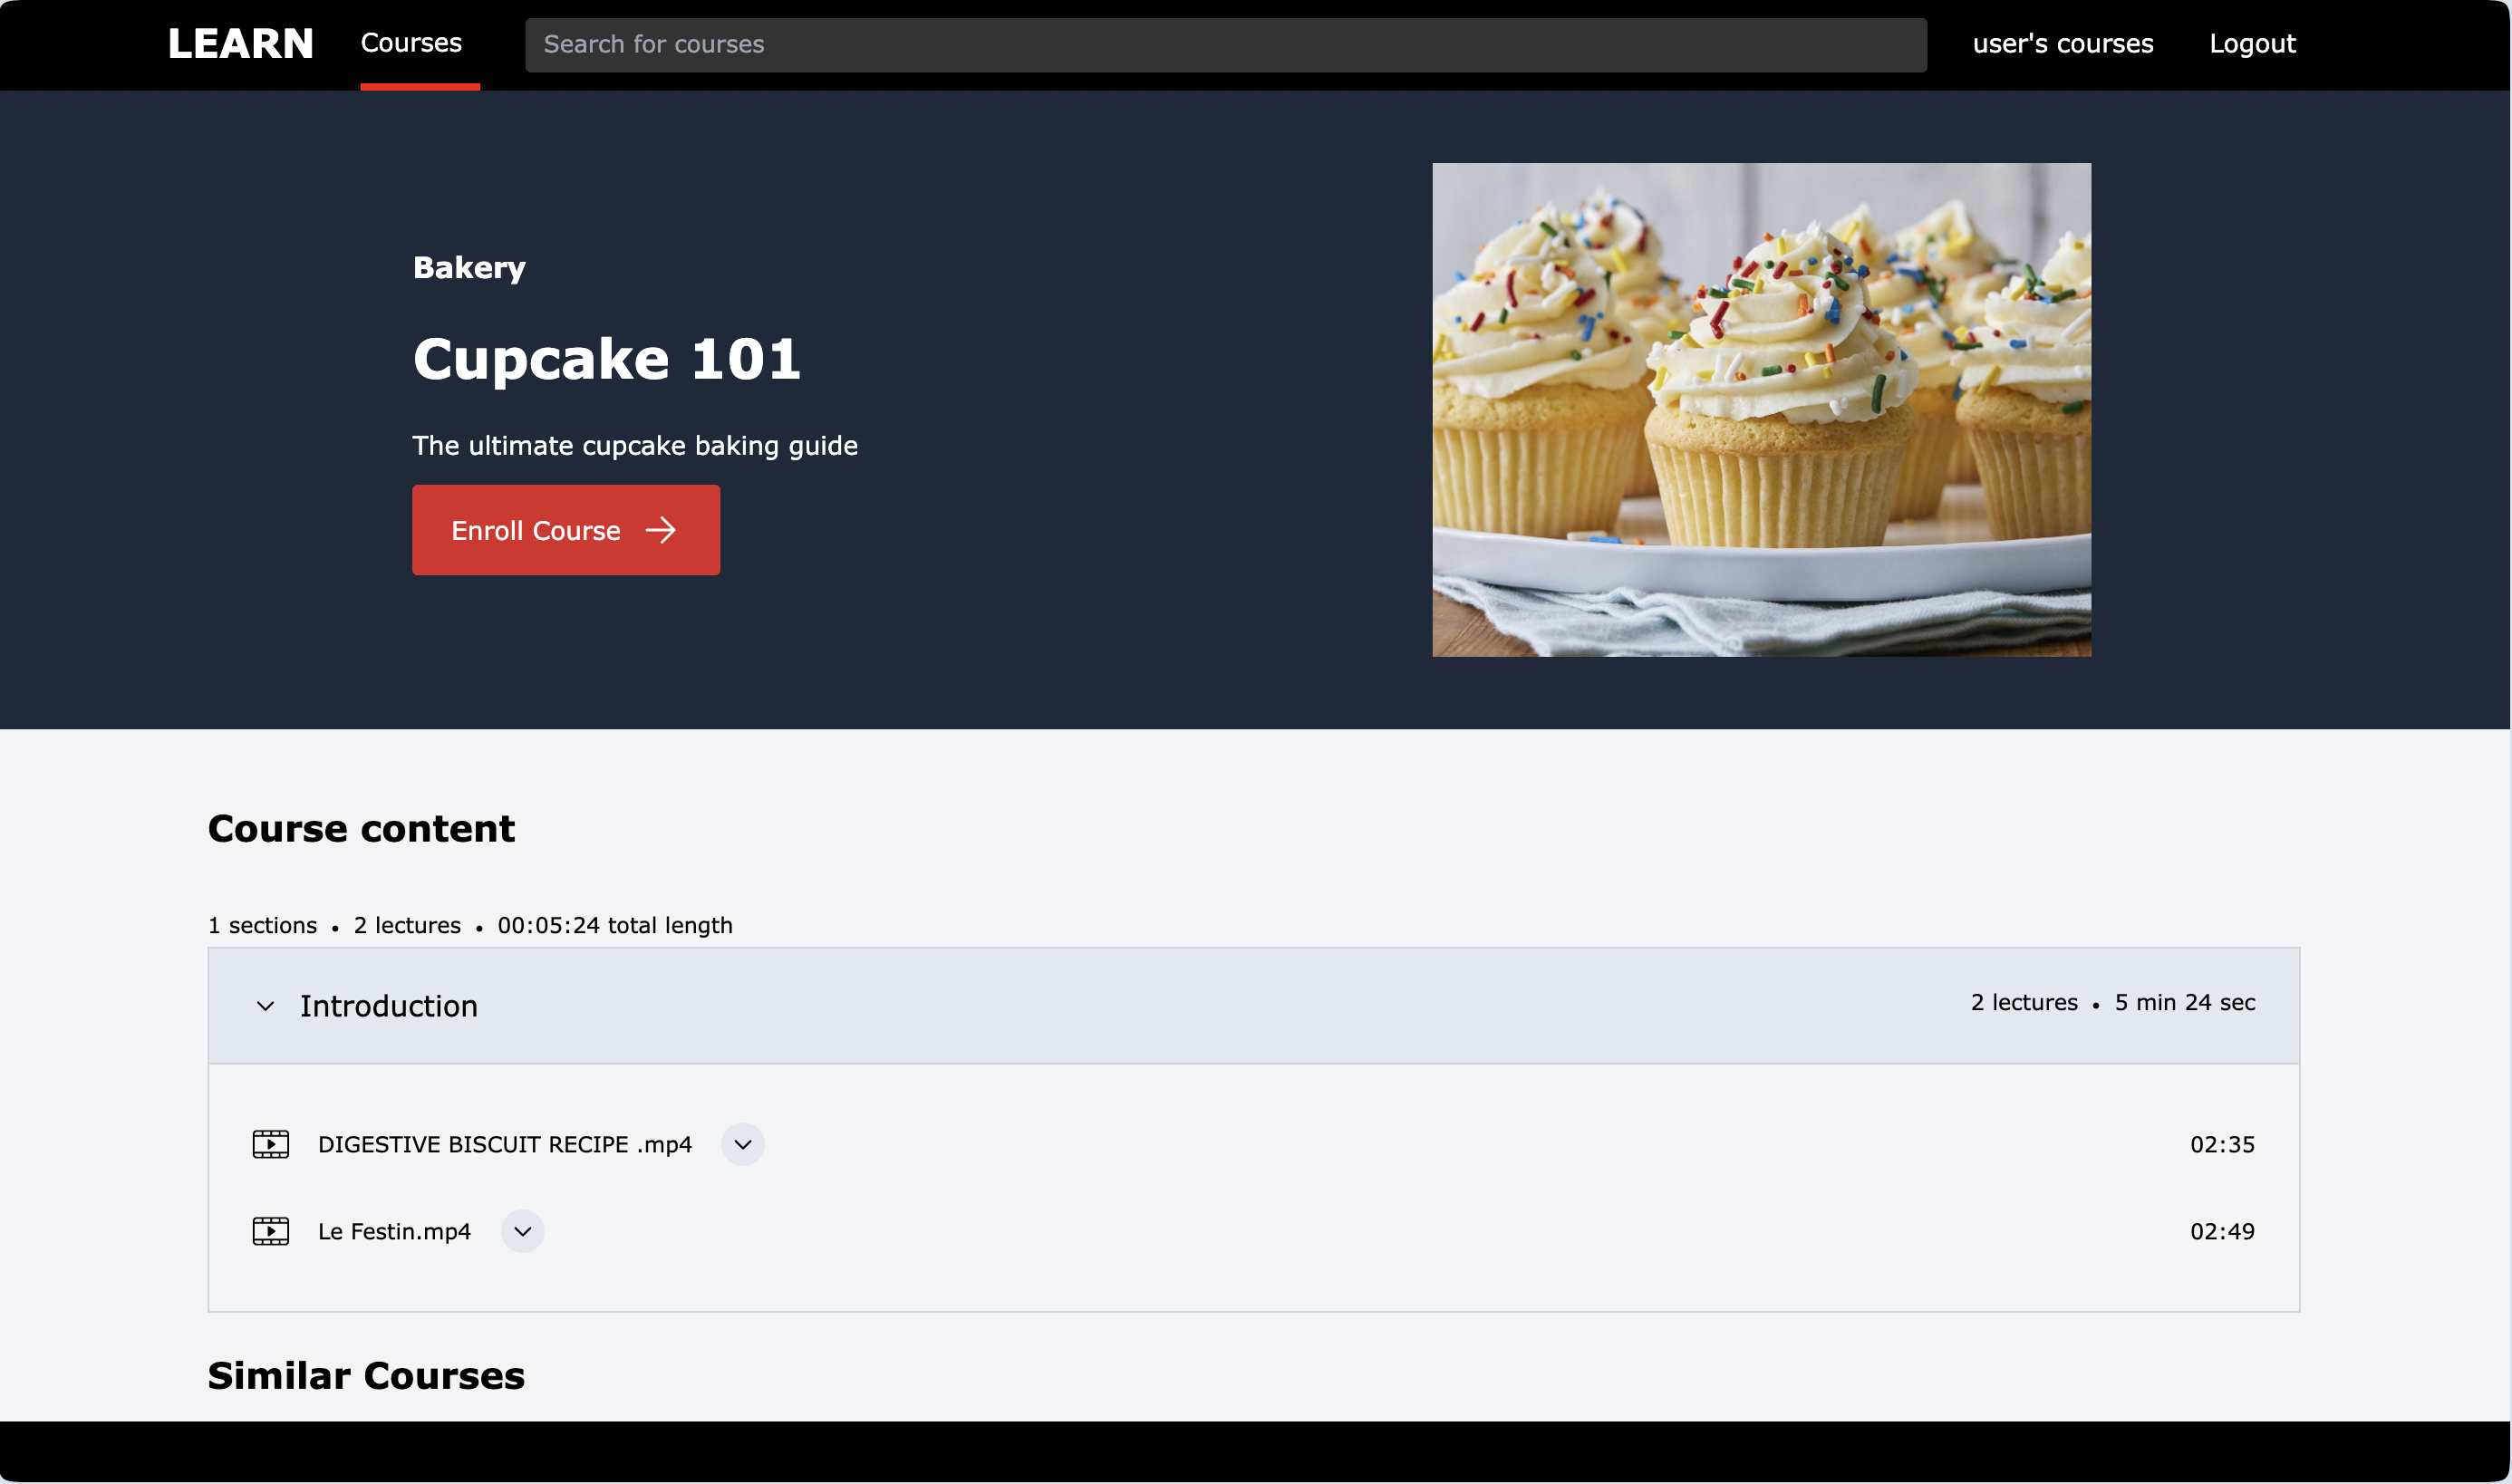 LEARN Courses Search for courses user's courses Logout
Bakery
Cupcake 101
The ultimate cupcake baking guide
Enroll Course
Course content
1 sections • 2 lectures • 00:05:24 total length
Introduction 2 lectures • 5 min 24 sec
DIGESTIVE BISCUIT RECIPE .mp4 02:35
Le Festin.mp4 02:49
Similar Courses